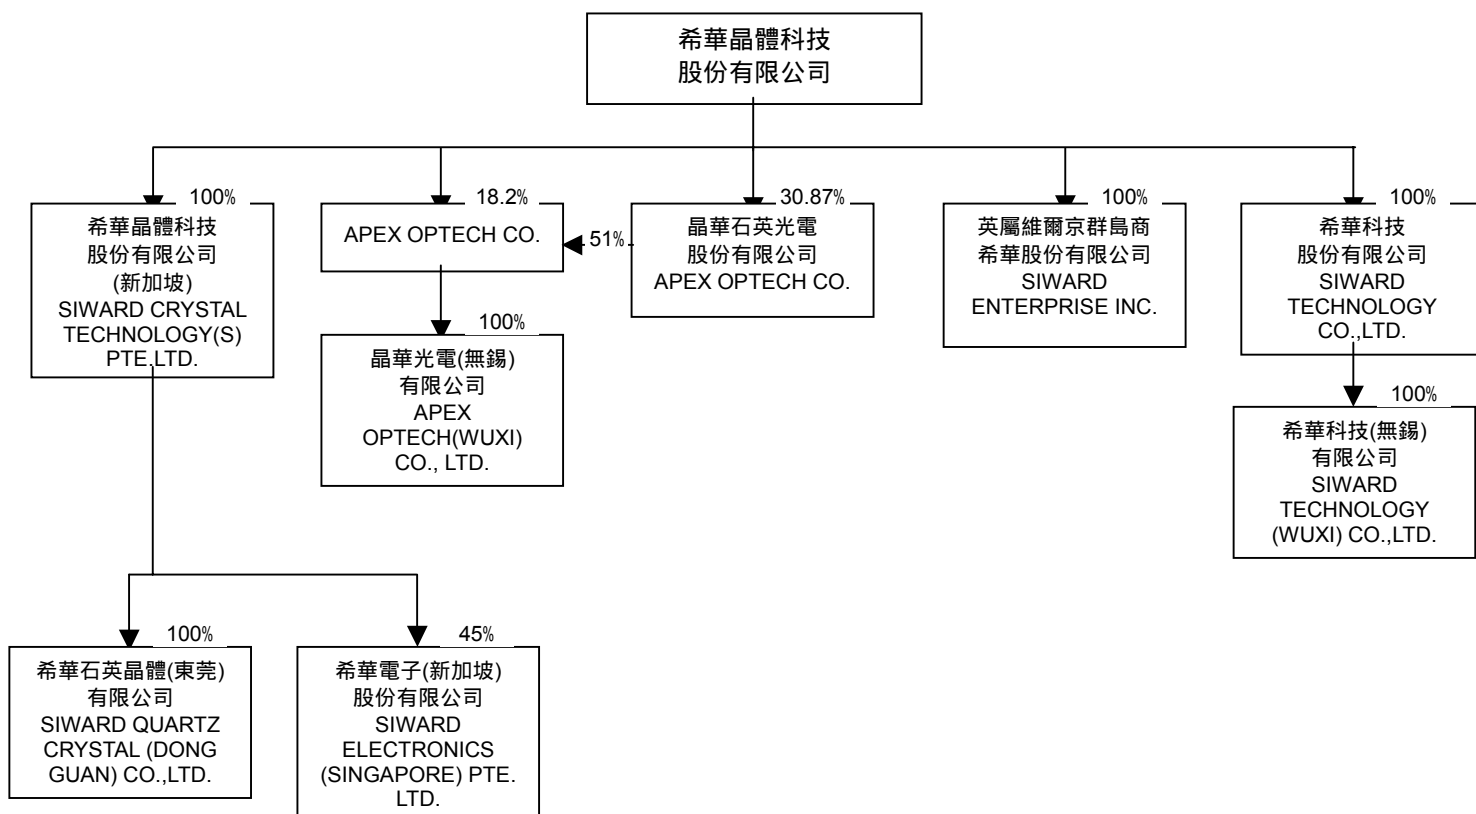 希華晶體科技
股份有限公司
100%
希華晶體科技
股份有限公司
(新加坡)
SIWARD CRYSTAL
TECHNOLOGY(S)
PTE.LTD.
18.2%
APEX OPTECH CO.
51%
30.87%
晶華石英光電
股份有限公司
APEX OPTECH CO.
100%
英屬維爾京群島商
希華股份有限公司
SIWARD
ENTERPRISE INC.
100%
希華科技
股份有限公司
SIWARD
TECHNOLOGY
CO.,LTD.
100%
晶華光電(無錫)
有限公司
APEX
OPTECH(WUXI)
CO., LTD.
100%
希華科技(無錫)
有限公司
SIWARD
TECHNOLOGY
(WUXI) CO.,LTD.
100%
希華石英晶體(東莞)
有限公司
SIWARD QUARTZ
CRYSTAL (DONG
GUAN) CO.,LTD.
45%
希華電子(新加坡)
股份有限公司
SIWARD
ELECTRONICS
(SINGAPORE) PTE.
LTD.